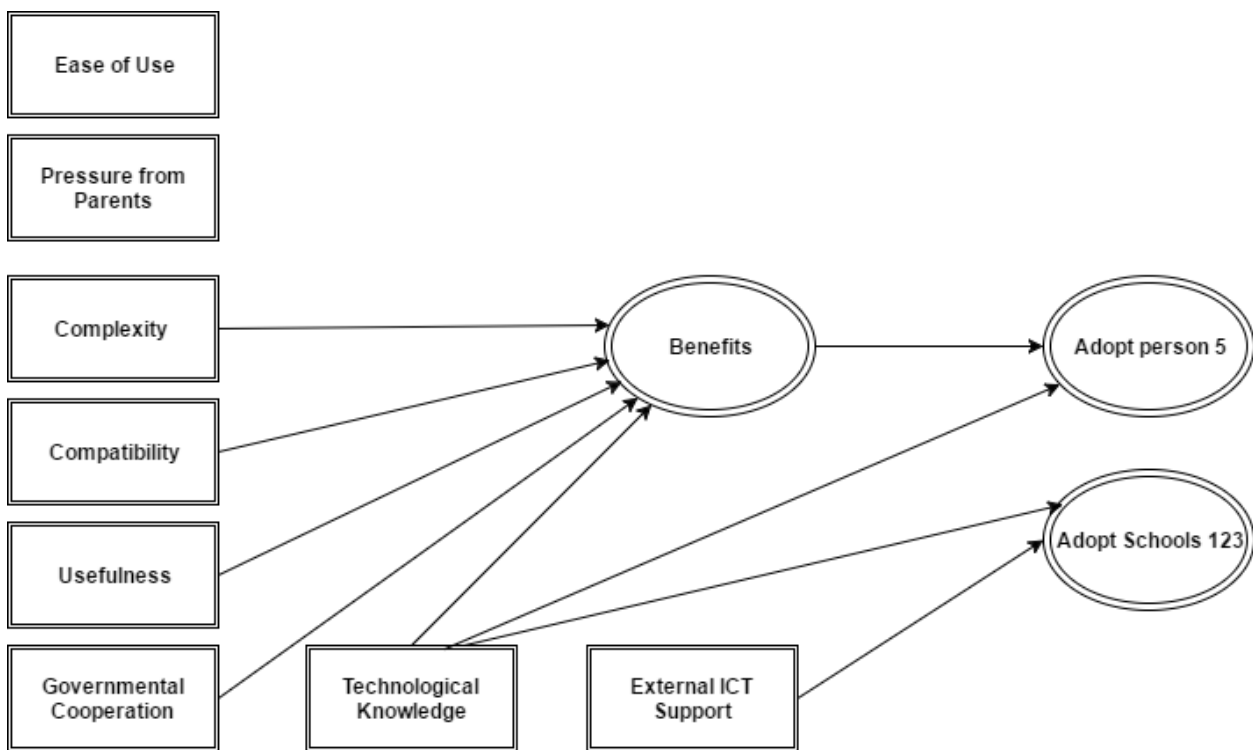 Ease of Use
Pressure from
Parents
Complexity
Benefits
Adopt person 5
Compatibility
Adopt Schools 123
Usefulness
Governmental
Cooperation
Technological
Knowledge
External ICT
Support